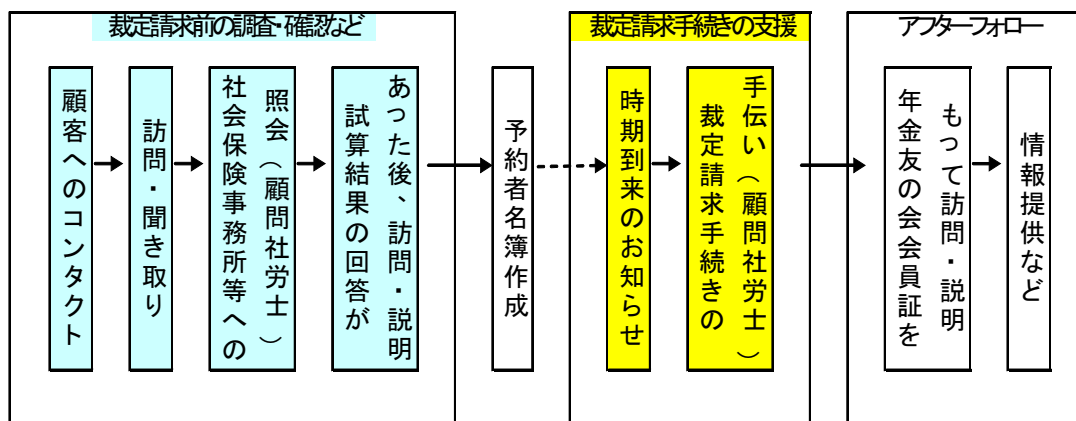 裁定請求前の調査・確認など
顧客へのコンタクト
訪問・聞き取り
社会保険事務所等への
照会（顧問社労士）
試算結果の回答が
あった後、訪問・説明
予約者名簿作成
裁定請求手続きの支援
時期到来のお知らせ
裁定請求手続きの
手伝い（顧問社労士）
アフターフォロー
年金友の会会員証を
もって訪問・説明
情報提供など